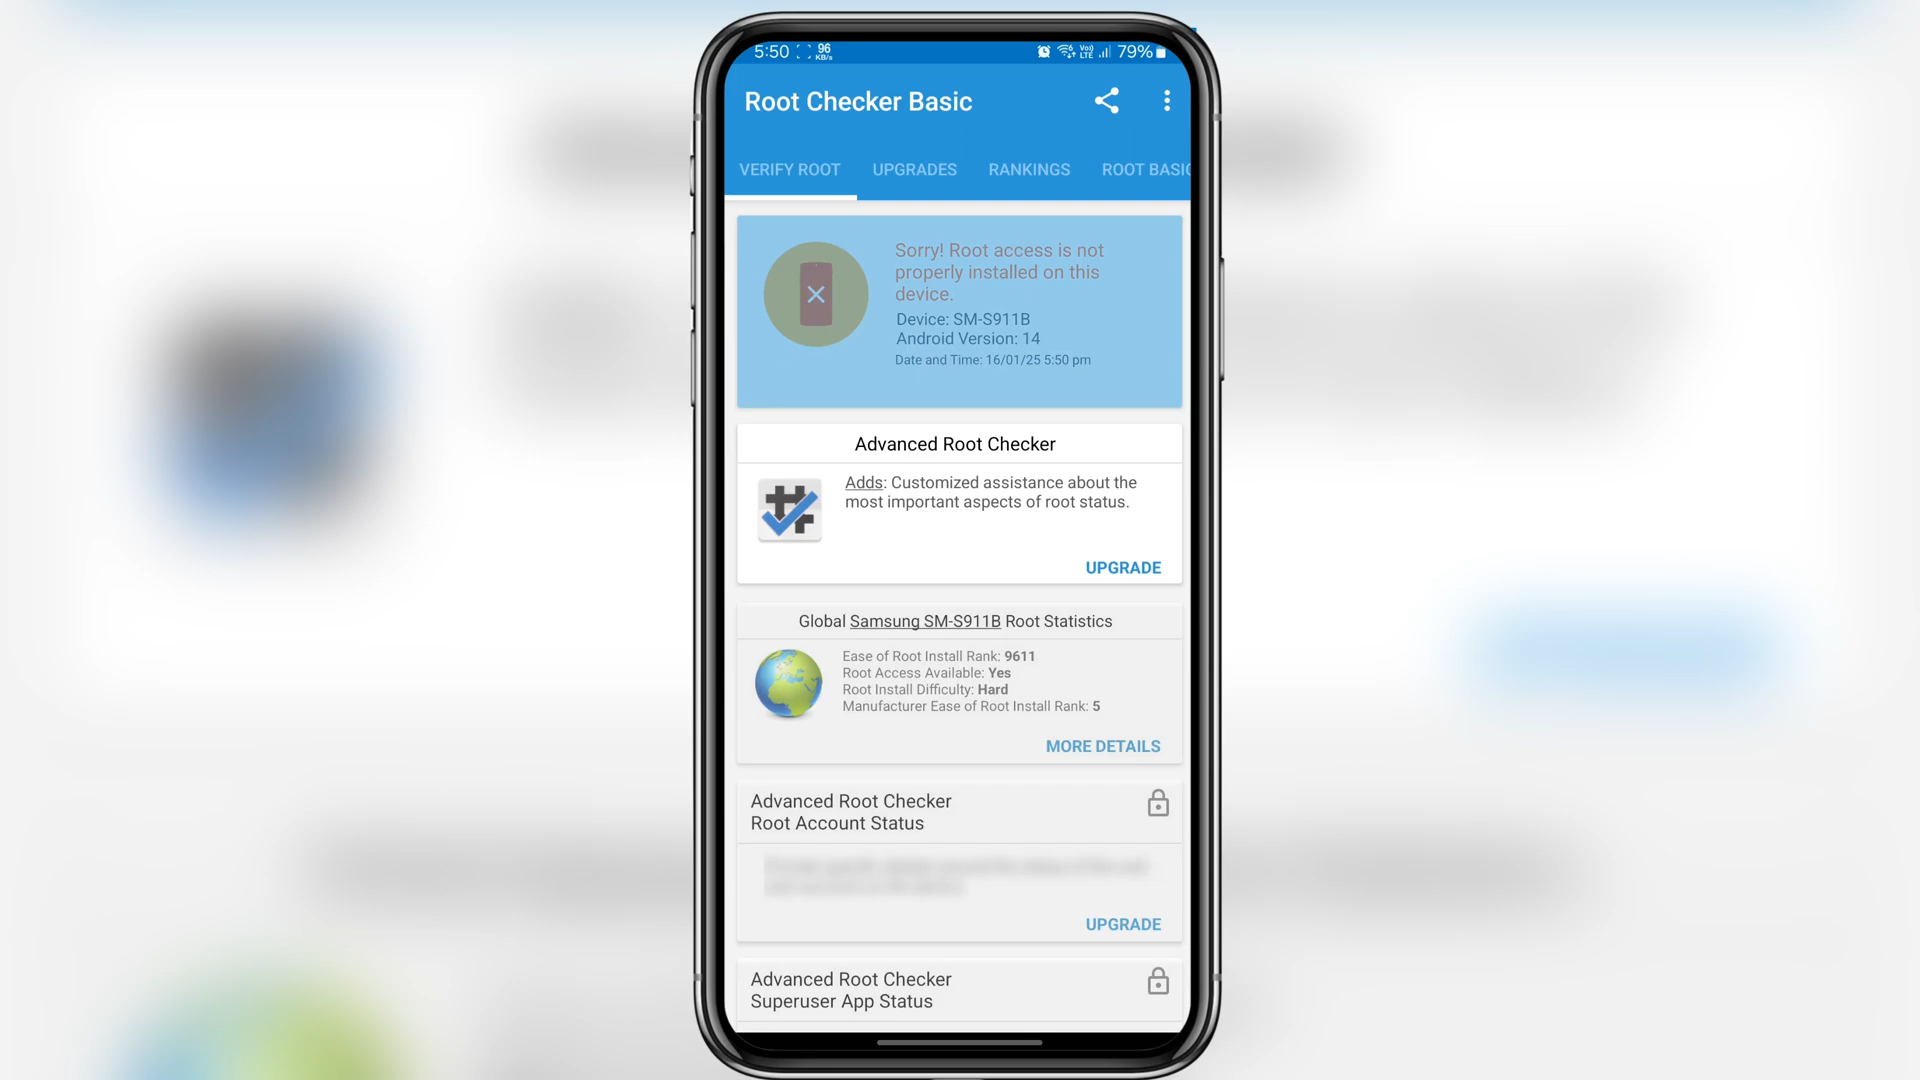 5:50 96 KB/s Vo) LTE 79%
Root Checker Basic
VERIFY ROOT UPGRADES RANKINGS ROOT BASIC
Sorry! Root access is not
properly installed on this
device.
Device: SM-S911B
Android Version: 14
Date and Time: 16/01/25 5:50 pm
Advanced Root Checker
Adds: Customized assistance about the
most important aspects of root status.
UPGRADE
Global Samsung SM-S911B Root Statistics
Ease of Root Install Rank: 9611
Root Access Available: Yes
Root Install Difficulty: Hard
Manufacturer Ease of Root Install Rank: 5
MORE DETAILS
Advanced Root Checker
Root Account Status
UPGRADE
Advanced Root Checker
Superuser App Status